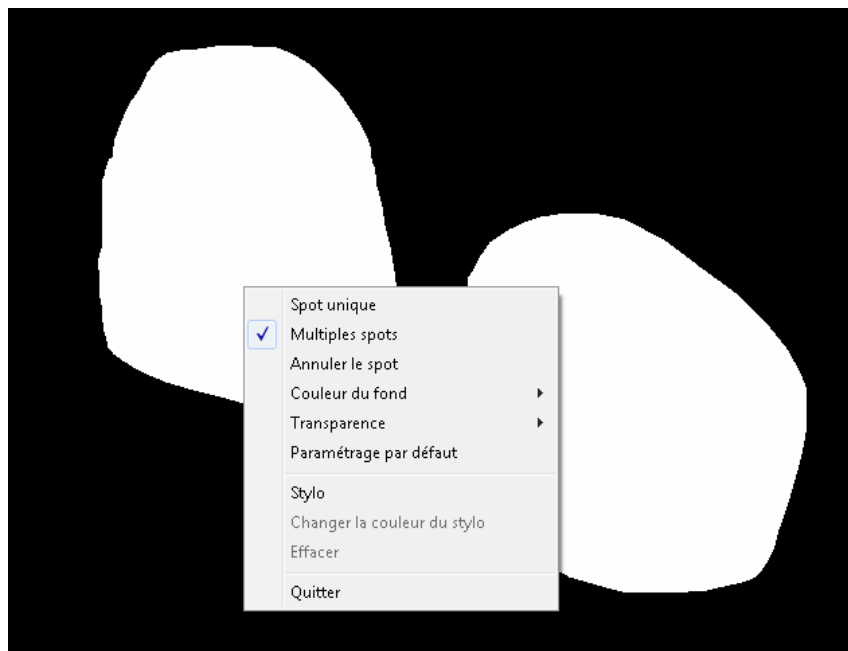 Spot unique
Multiples spots
Annuler le spot
Couleur du fond
Transparence
Paramétrage par défaut
Stylo
Changer la couleur du stylo
Effacer
Quitter